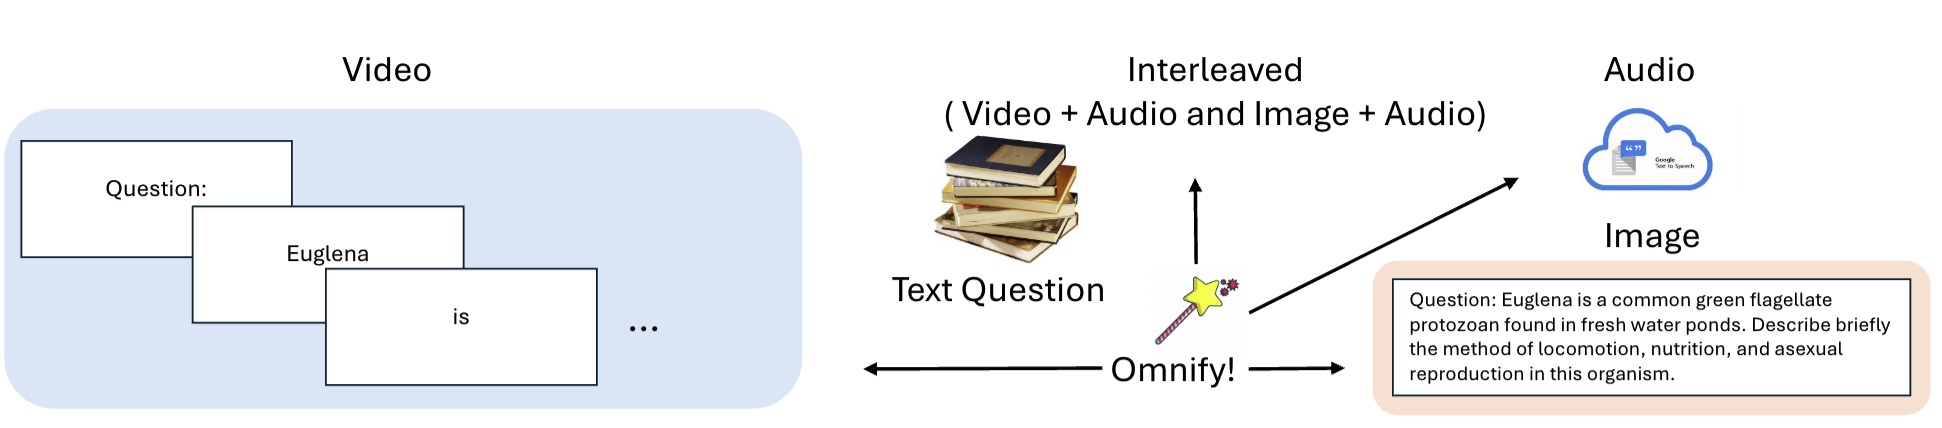 Video
Question:
Euglena
is
...
Interleaved
( Video + Audio and Image + Audio)
Text Question
Omnify!
Audio
“ ”
Google
Text to Speech
Image
Question: Euglena is a common green flagellate
protozoan found in fresh water ponds. Describe briefly
the method of locomotion, nutrition, and asexual
reproduction in this organism.